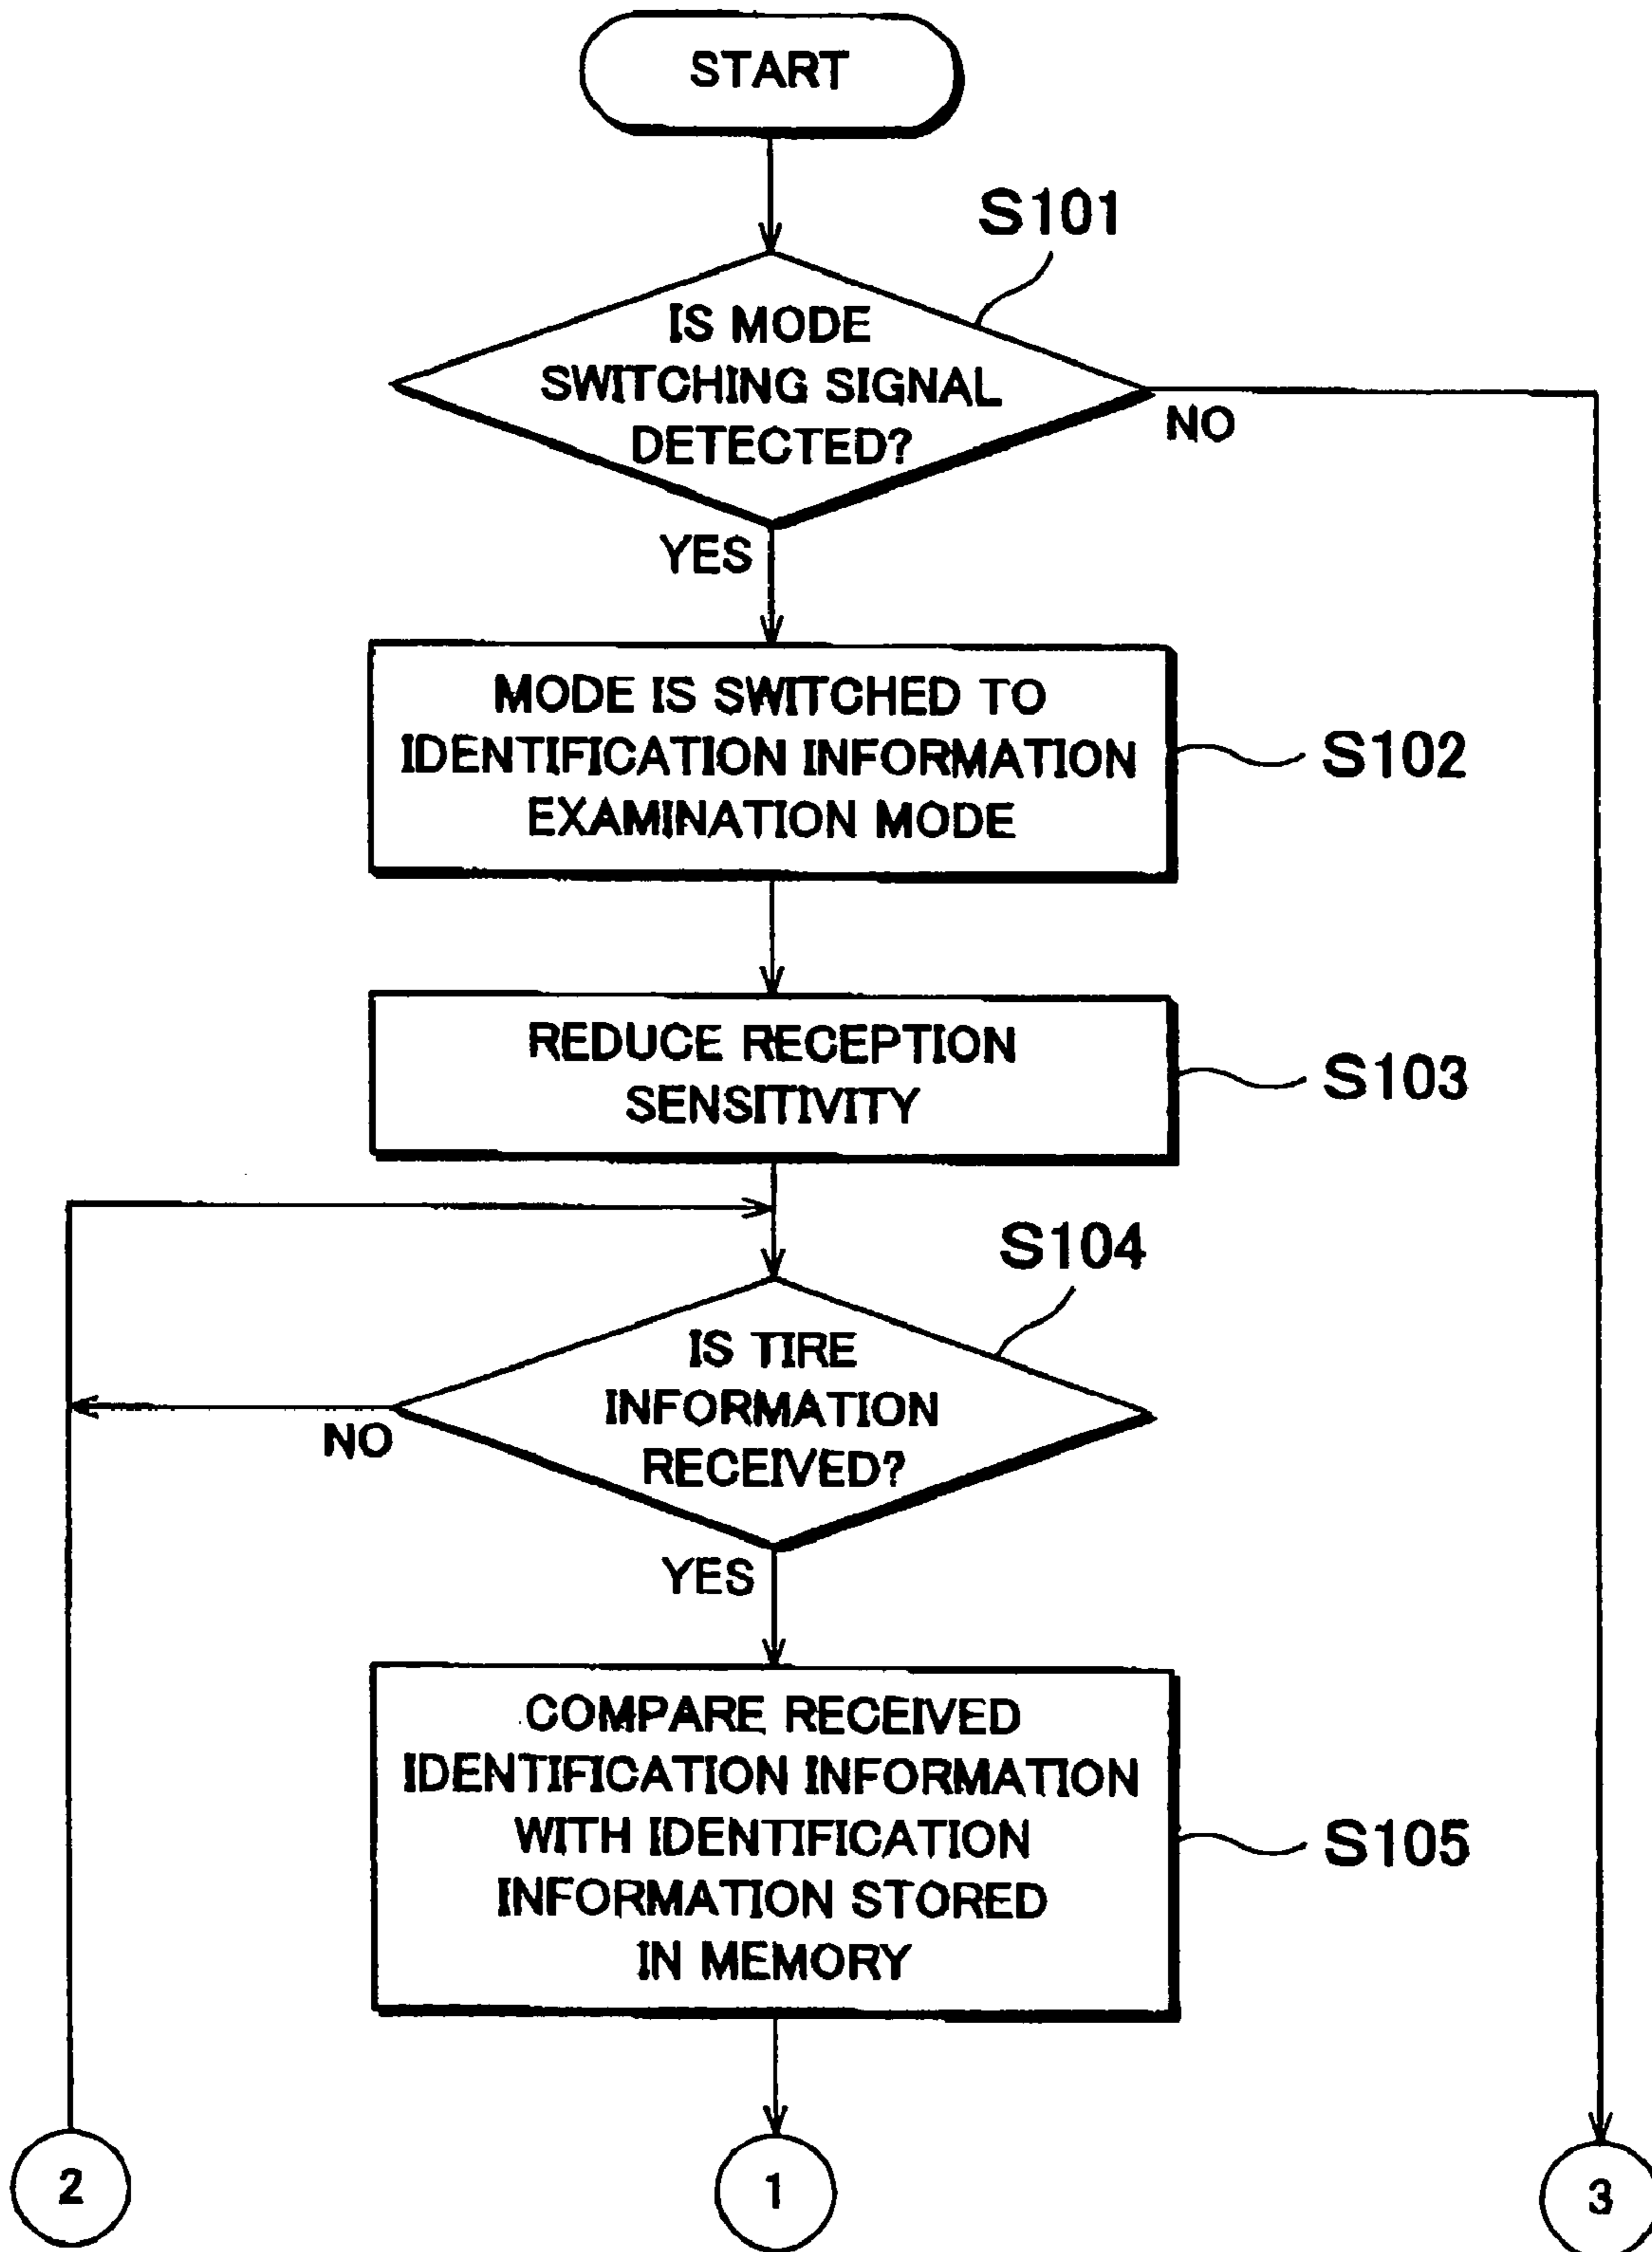 START
S101
IS MODE
SWITCHING SIGNAL
DETECTED?
NO
YES
MODE IS SWITCHED TO
IDENTIFICATION INFORMATION
EXAMINATION MODE
S102
REDUCE RECEPTION
SENSITIVITY
S103
S104
IS TIRE
INFORMATION
RECEIVED?
NO
YES
COMPARE RECEIVED
IDENTIFICATION INFORMATION
WITH IDENTIFICATION
INFORMATION STORED
IN MEMORY
S105
2
1
3